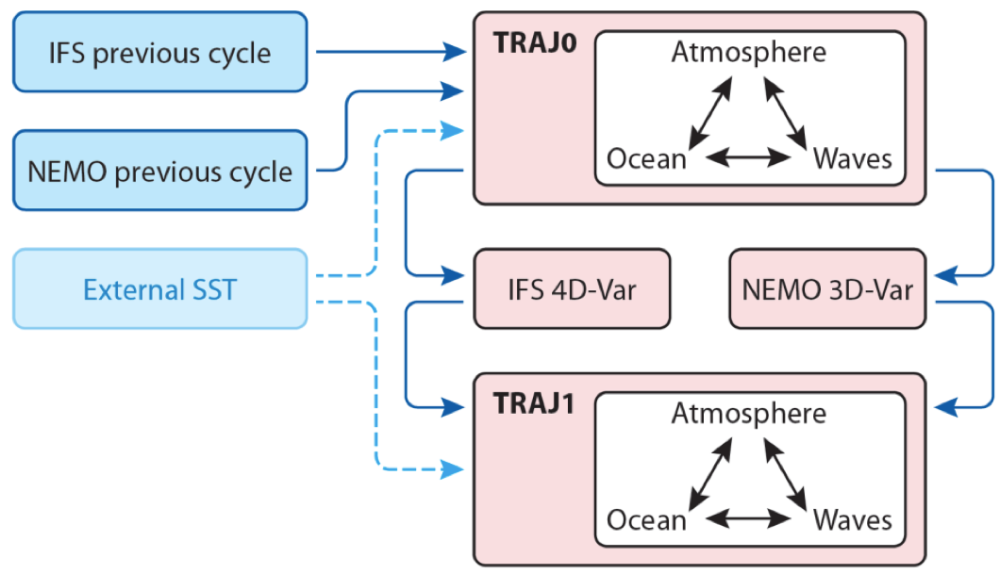 IFS previous cycle
NEMO previous cycle
External SST
TRAJ0
Atmosphere
Ocean
Waves
IFS 4D-Var
NEMO 3D-Var
TRAJ1
Atmosphere
Ocean
Waves